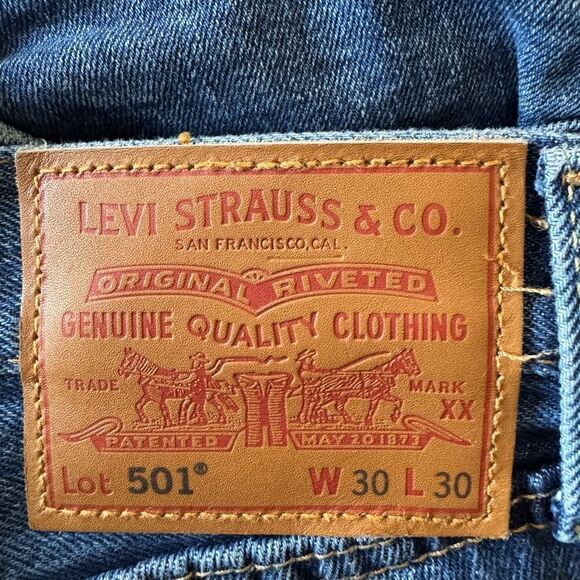 LEVI STRAUSS & CO.
SAN FRANCISCO, CAL.
ORIGINAL RIVETED
GENUINE QUALITY CLOTHING
TRADE MARK
XX
PATENTED MAY 20 1873
Lot 501® W 30 L 30